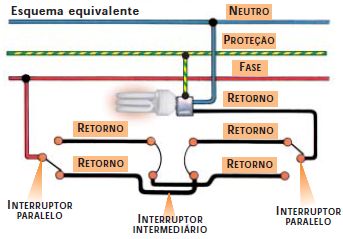 Esquema equivalente
NEUTRO
PROTEÇÃO
FASE
RETORNO
RETORNO
RETORNO
RETORNO
RETORNO
INTERRUPTOR
PARALELO
INTERRUPTOR
INTERMEDIÁRIO
INTERRUPTOR
PARALELO